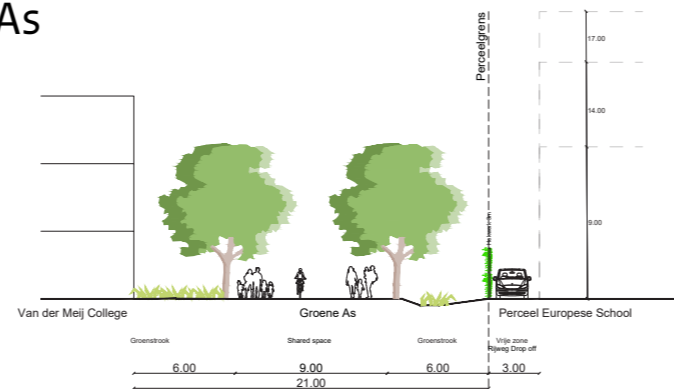 As
Perceelgrens
17.00
14.00
9.00
Van der Meij College
Groene As
Perceel Europese School
Groenstrook
Shared space
Groenstrook
Vrije zone
Rijweg Drop off
6.00
9.00
6.00
3.00
21.00